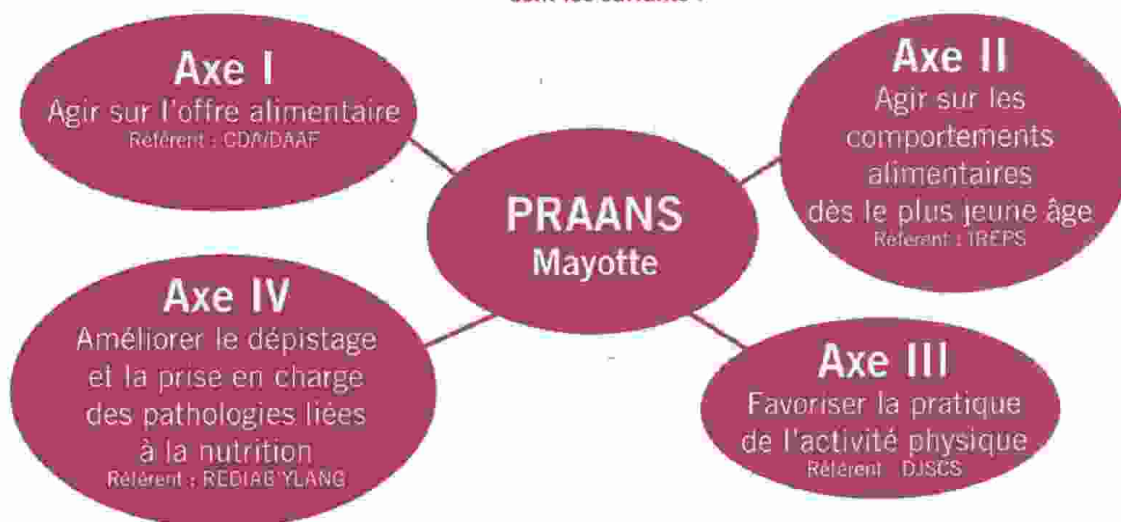 Axe I
Agir sur l'offre alimentaire
Référent : CDA/DAAF
Axe II
Agir sur les
comportements
alimentaires
dès le plus jeune âge
Référent : IREPS
PRAANS
Mayotte
Axe IV
Améliorer le dépistage
et la prise en charge
des pathologies liées
à la nutrition
Référent : REDIAB YLANG
Axe III
Favoriser la pratique
de l'activité physique
Référent : DJSCS